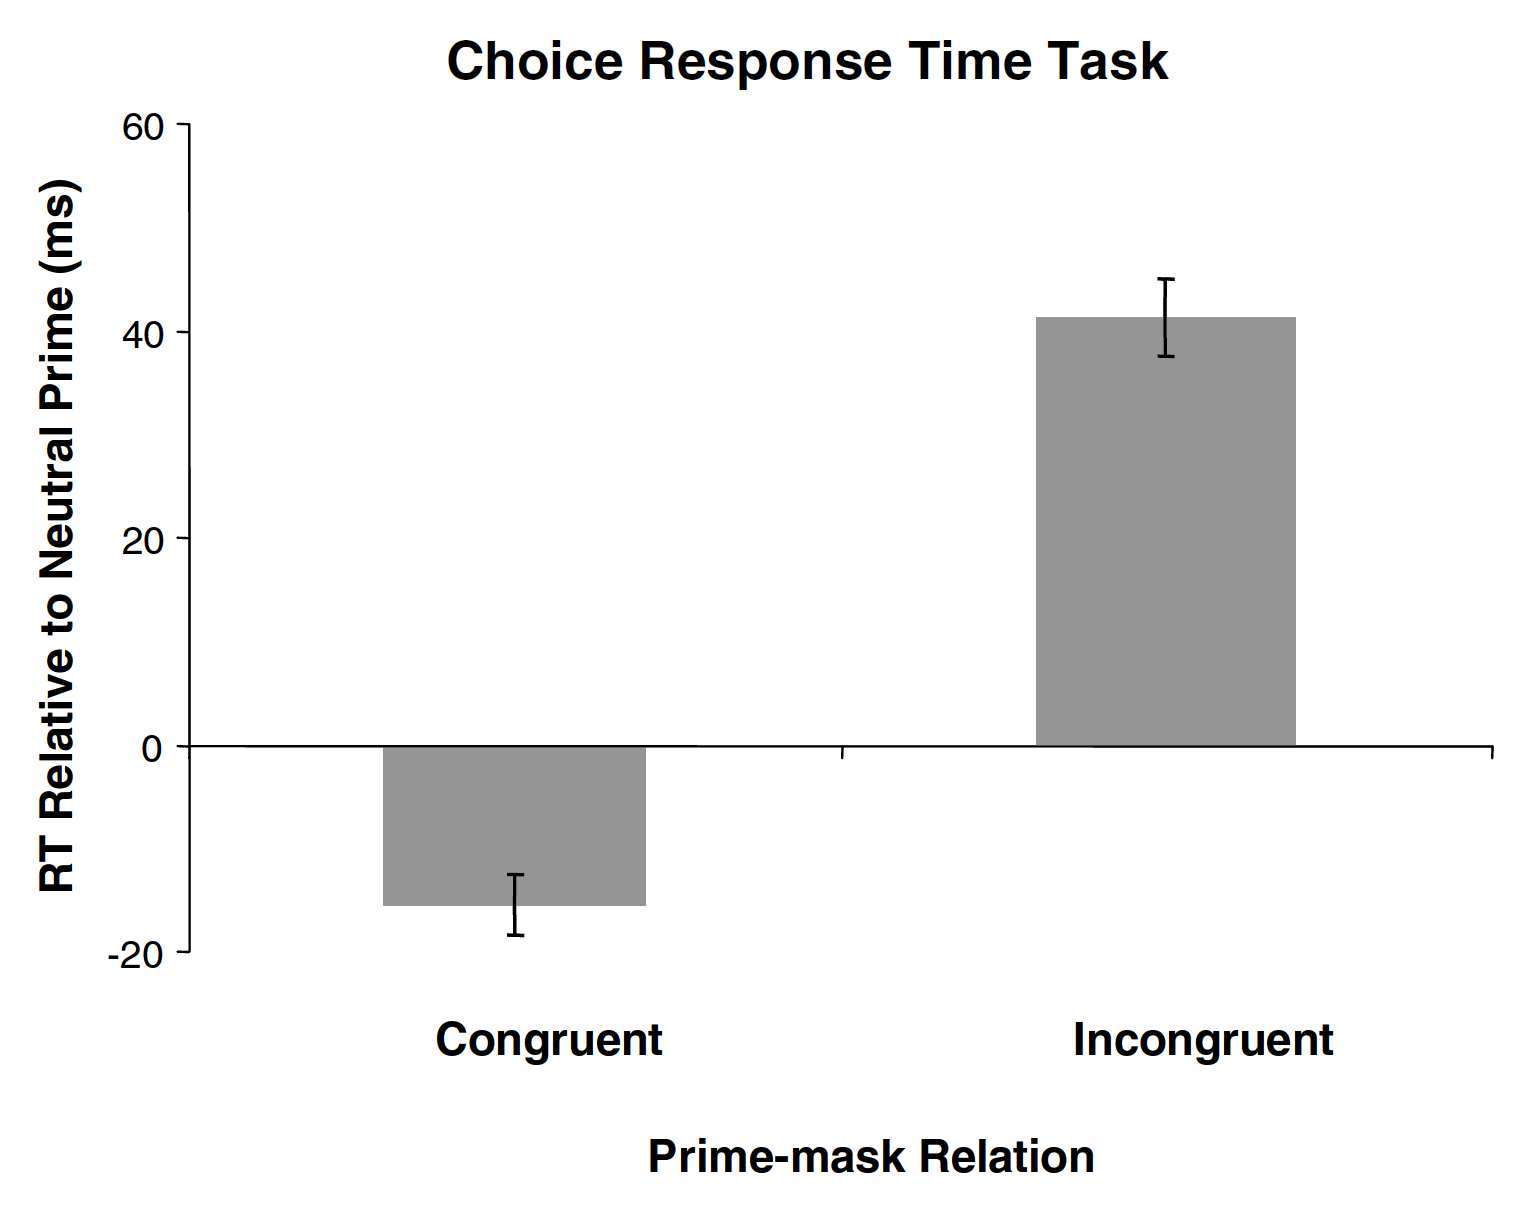 Choice Response Time Task
RT Relative to Neutral Prime (ms)
60
40
20
0
-20
Congruent
Incongruent
Prime-mask Relation